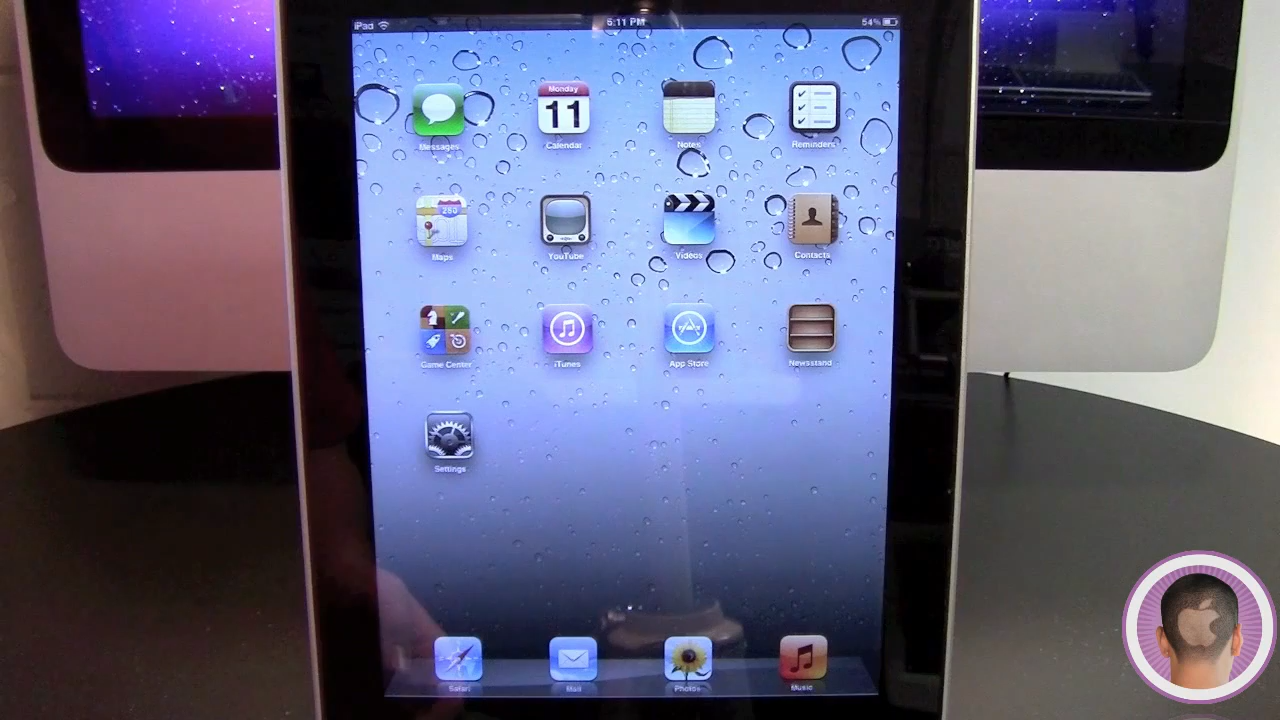 iPad 5:11 PM 54%
Monday
11
Messages Calendar Notes Reminders
280
Maps YouTube Videos Contacts
Game Center iTunes App Store Newsstand
Settings
Safari Mail Photos Music